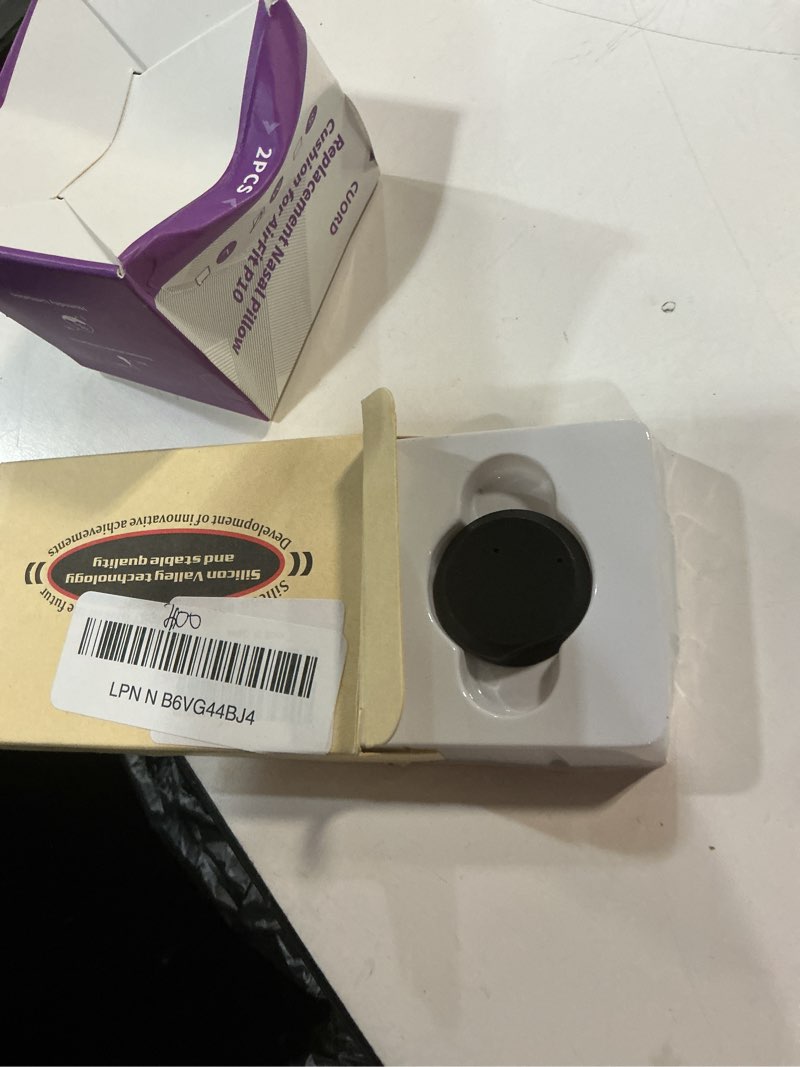 2PCS
CUORD
Replacement Nasal Pillow
Cushion for AirFit P10
Development of innovative achievements
Silicon Valley technology
and stable quality
200
LPN N B6VG44BJ4